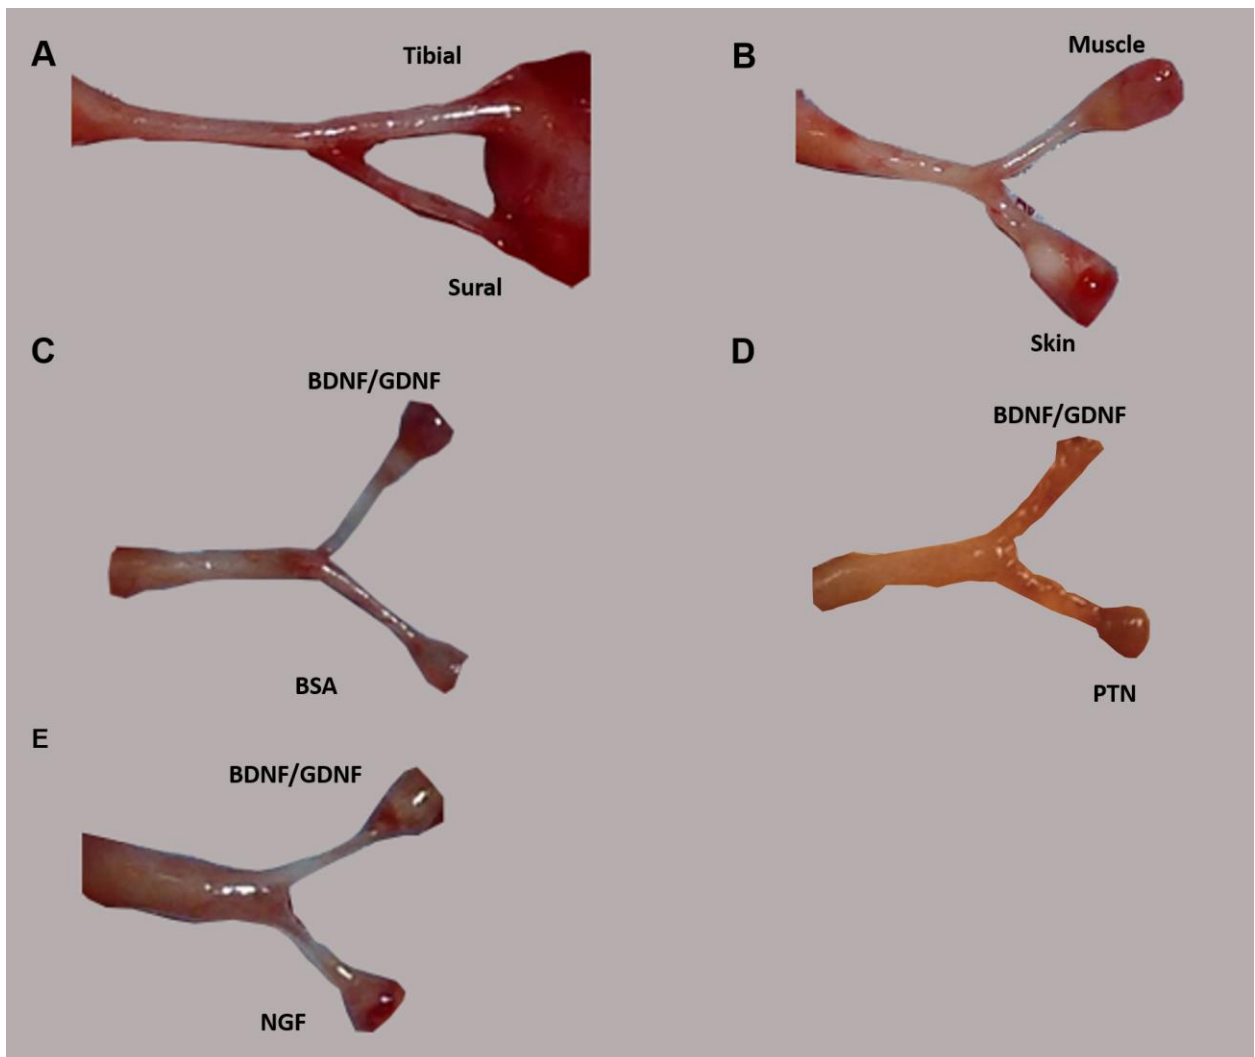 A
Tibial
Sural
B
Muscle
Skin
C
BDNF/GDNF
BSA
D
BDNF/GDNF
PTN
E
BDNF/GDNF
NGF